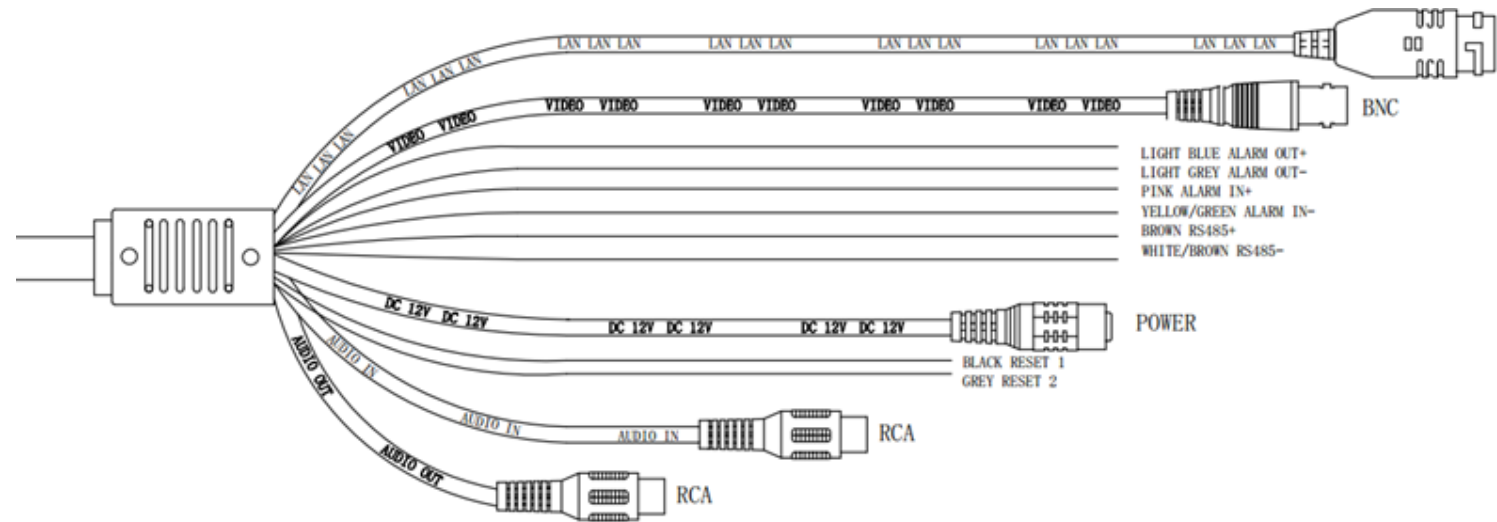 LAN LAN LAN LAN LAN LAN LAN LAN LAN LAN LAN LAN LAN LAN LAN
LAN LAN LAN
LAN LAN LAN
VIDEO VIDEO VIDEO VIDEO VIDEO VIDEO VIDEO VIDEO
BNC
VIDEO VIDEO
LIGHT BLUE ALARM OUT+
LIGHT GREY ALARM OUT-
PINK ALARM IN+
YELLOW/GREEN ALARM IN-
BROWN RS485+
WHITE/BROWN RS485-
DC 12V DC 12V
DC 12V DC 12V DC 12V DC 12V
POWER
BLACK RESET 1
GREY RESET 2
AUDIO IN
AUDIO IN
AUDIO IN
RCA
AUDIO OUT
AUDIO OUT
RCA